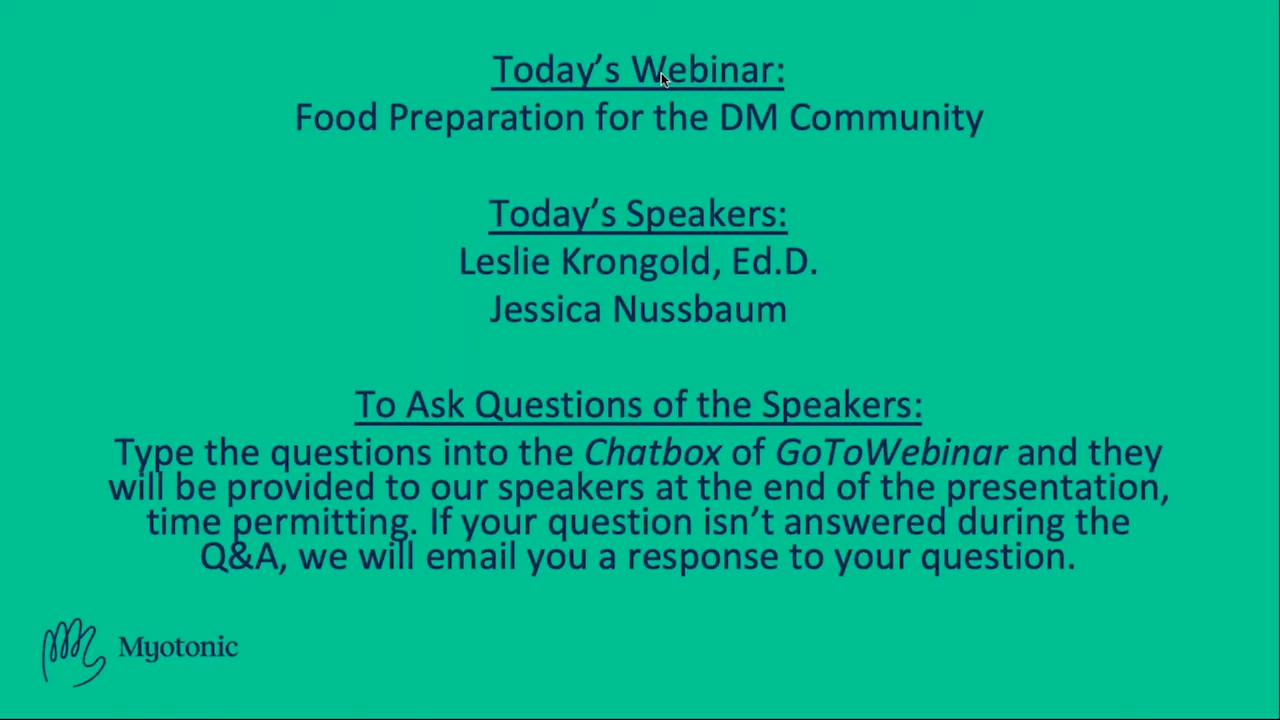 Today’s Webinar:
Food Preparation for the DM Community
Today’s Speakers:
Leslie Krongold, Ed.D.
Jessica Nussbaum
To Ask Questions of the Speakers:
Type the questions into the Chatbox of GoToWebinar and they
will be provided to our speakers at the end of the presentation,
time permitting. If your question isn’t answered during the
Q&A, we will email you a response to your question.
Myotonic